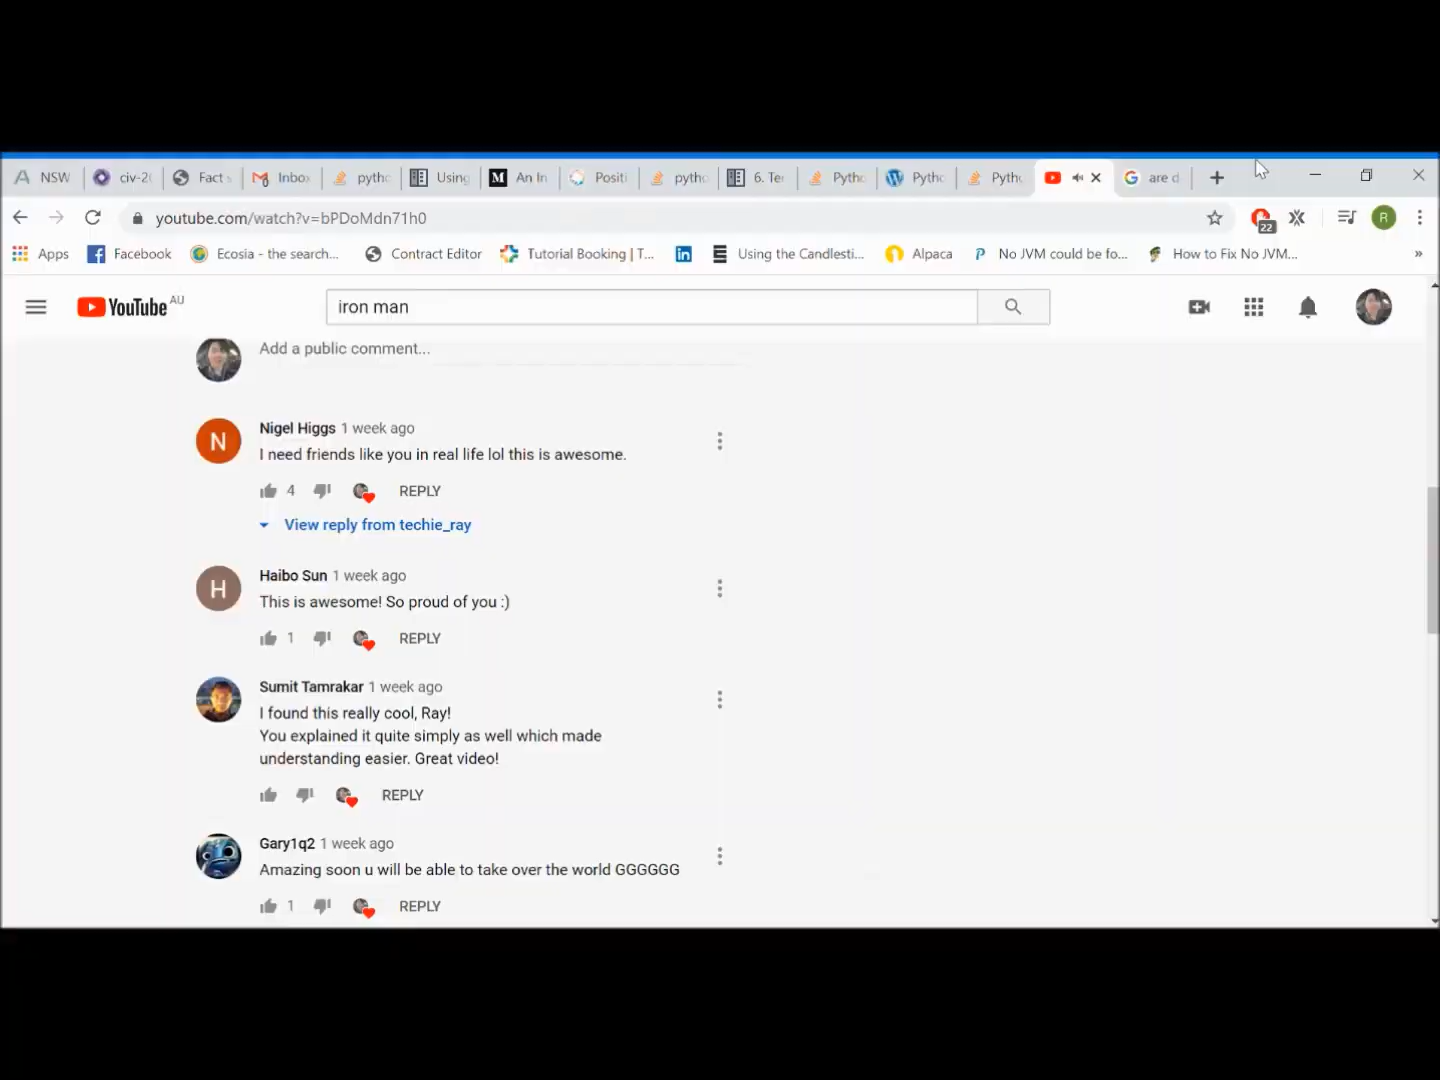 NSW
civ-2
Fact s
Inbo
pytho
Using
M An In
Positi
pytho
6. Te
Pytho
Pytho
Pytho
are d
youtube.com/watch?v=bPDoMdn71h0
22
R
Apps
Facebook
Ecosia - the search...
Contract Editor
Tutorial Booking | T...
in
Using the Candlesti...
Alpaca
No JVM could be fo...
How to Fix No JVM...
»
YouTube AU
iron man
Add a public comment...
N
Nigel Higgs 1 week ago
I need friends like you in real life lol this is awesome.
4 REPLY
View reply from techie_ray
H
Haibo Sun 1 week ago
This is awesome! So proud of you :)
1 REPLY
Sumit Tamrakar 1 week ago
I found this really cool, Ray!
You explained it quite simply as well which made
understanding easier. Great video!
REPLY
Gary1q2 1 week ago
Amazing soon u will be able to take over the world GGGGGG
1 REPLY